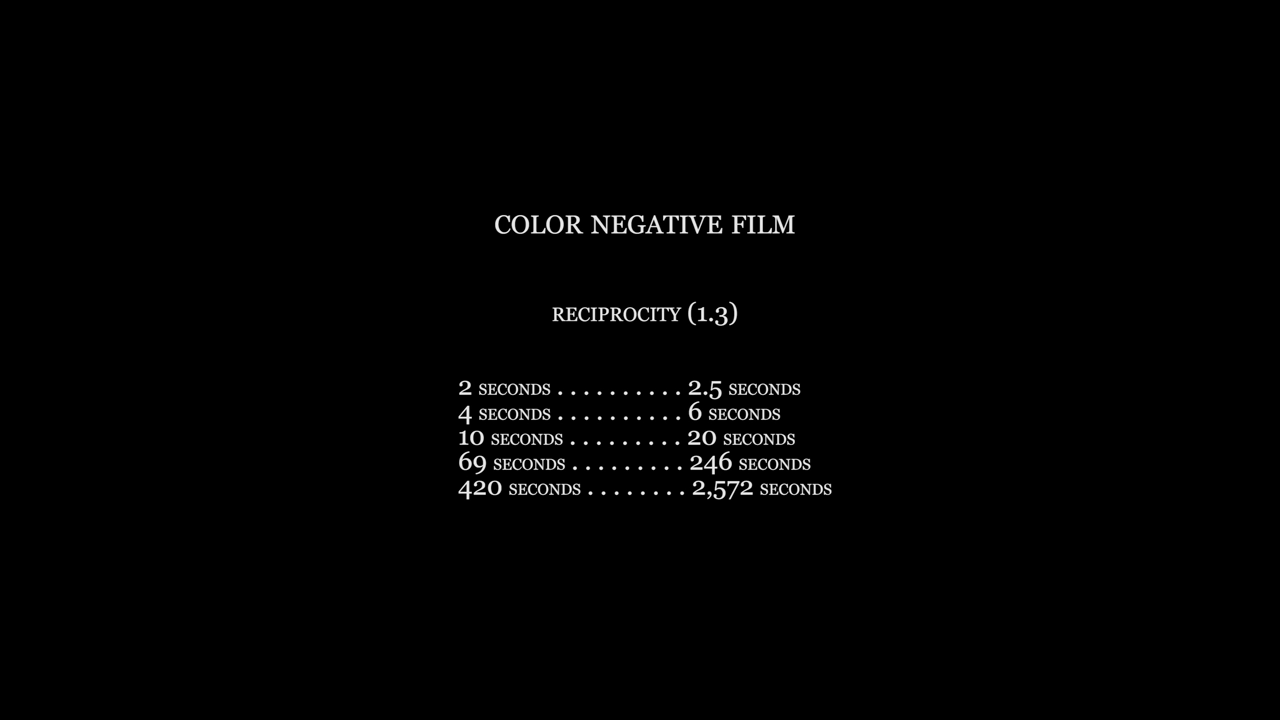 COLOR NEGATIVE FILM
RECIPROCITY (1.3)
2 SECONDS . . . . . . . . . . 2.5 SECONDS
4 SECONDS . . . . . . . . . . 6 SECONDS
10 SECONDS . . . . . . . . . 20 SECONDS
69 SECONDS . . . . . . . . . 246 SECONDS
420 SECONDS . . . . . . . . 2,572 SECONDS